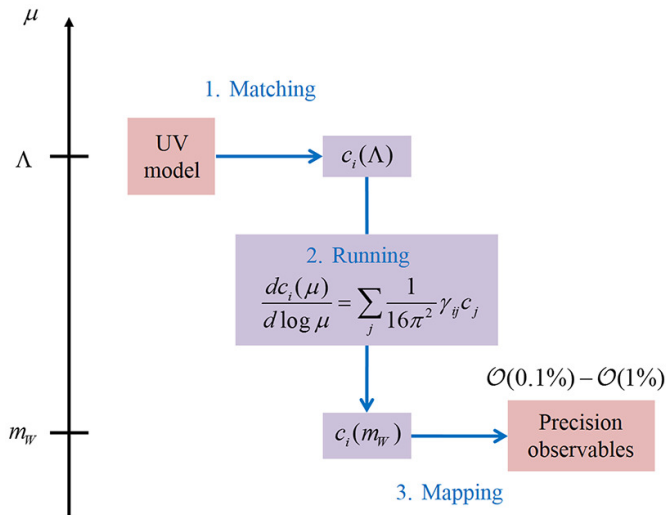 μ
1. Matching
Λ
UV
model
c_i(Λ)
2. Running
dc_i(μ)/d log μ = ∑_j 1/16π² γ_ij c_j
𝒪(0.1%) – 𝒪(1%)
m_W
c_i(m_W)
Precision
observables
3. Mapping